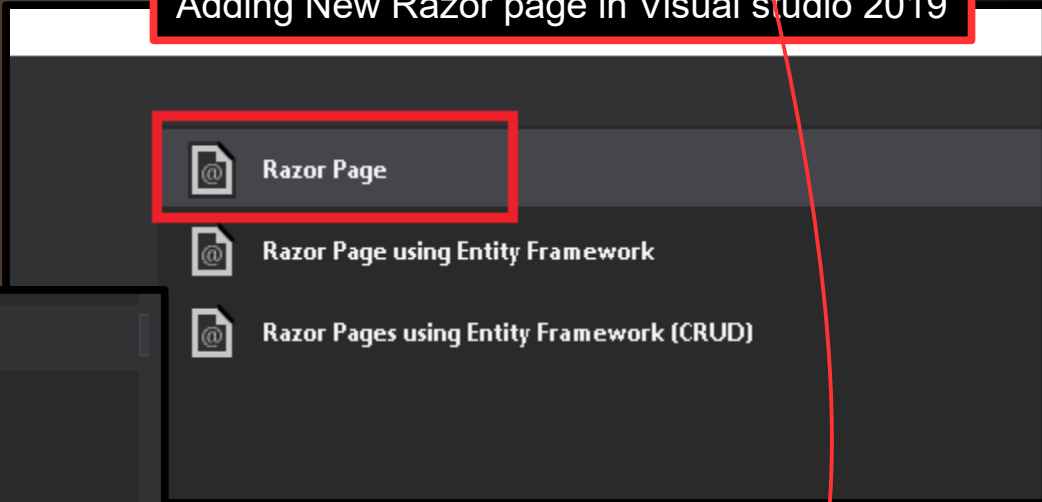 Adding New Razor page in Visual studio 2019
Razor Page
Razor Page using Entity Framework
Razor Pages using Entity Framework (CRUD)